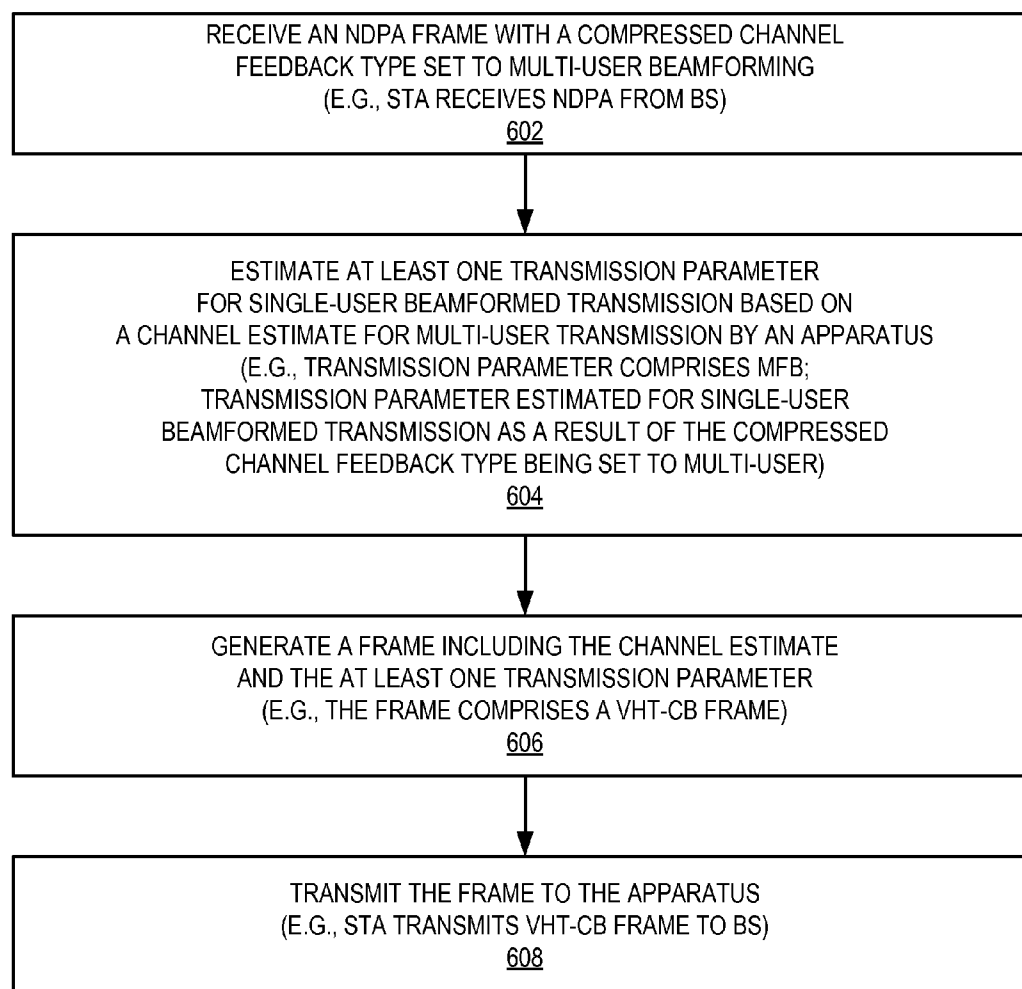 RECEIVE AN NDPA FRAME WITH A COMPRESSED CHANNEL
FEEDBACK TYPE SET TO MULTI-USER BEAMFORMING
(E.G., STA RECEIVES NDPA FROM BS)
602
ESTIMATE AT LEAST ONE TRANSMISSION PARAMETER
FOR SINGLE-USER BEAMFORMED TRANSMISSION BASED ON
A CHANNEL ESTIMATE FOR MULTI-USER TRANSMISSION BY AN APPARATUS
(E.G., TRANSMISSION PARAMETER COMPRISES MFB;
TRANSMISSION PARAMETER ESTIMATED FOR SINGLE-USER
BEAMFORMED TRANSMISSION AS A RESULT OF THE COMPRESSED
CHANNEL FEEDBACK TYPE BEING SET TO MULTI-USER)
604
GENERATE A FRAME INCLUDING THE CHANNEL ESTIMATE
AND THE AT LEAST ONE TRANSMISSION PARAMETER
(E.G., THE FRAME COMPRISES A VHT-CB FRAME)
606
TRANSMIT THE FRAME TO THE APPARATUS
(E.G., STA TRANSMITS VHT-CB FRAME TO BS)
608